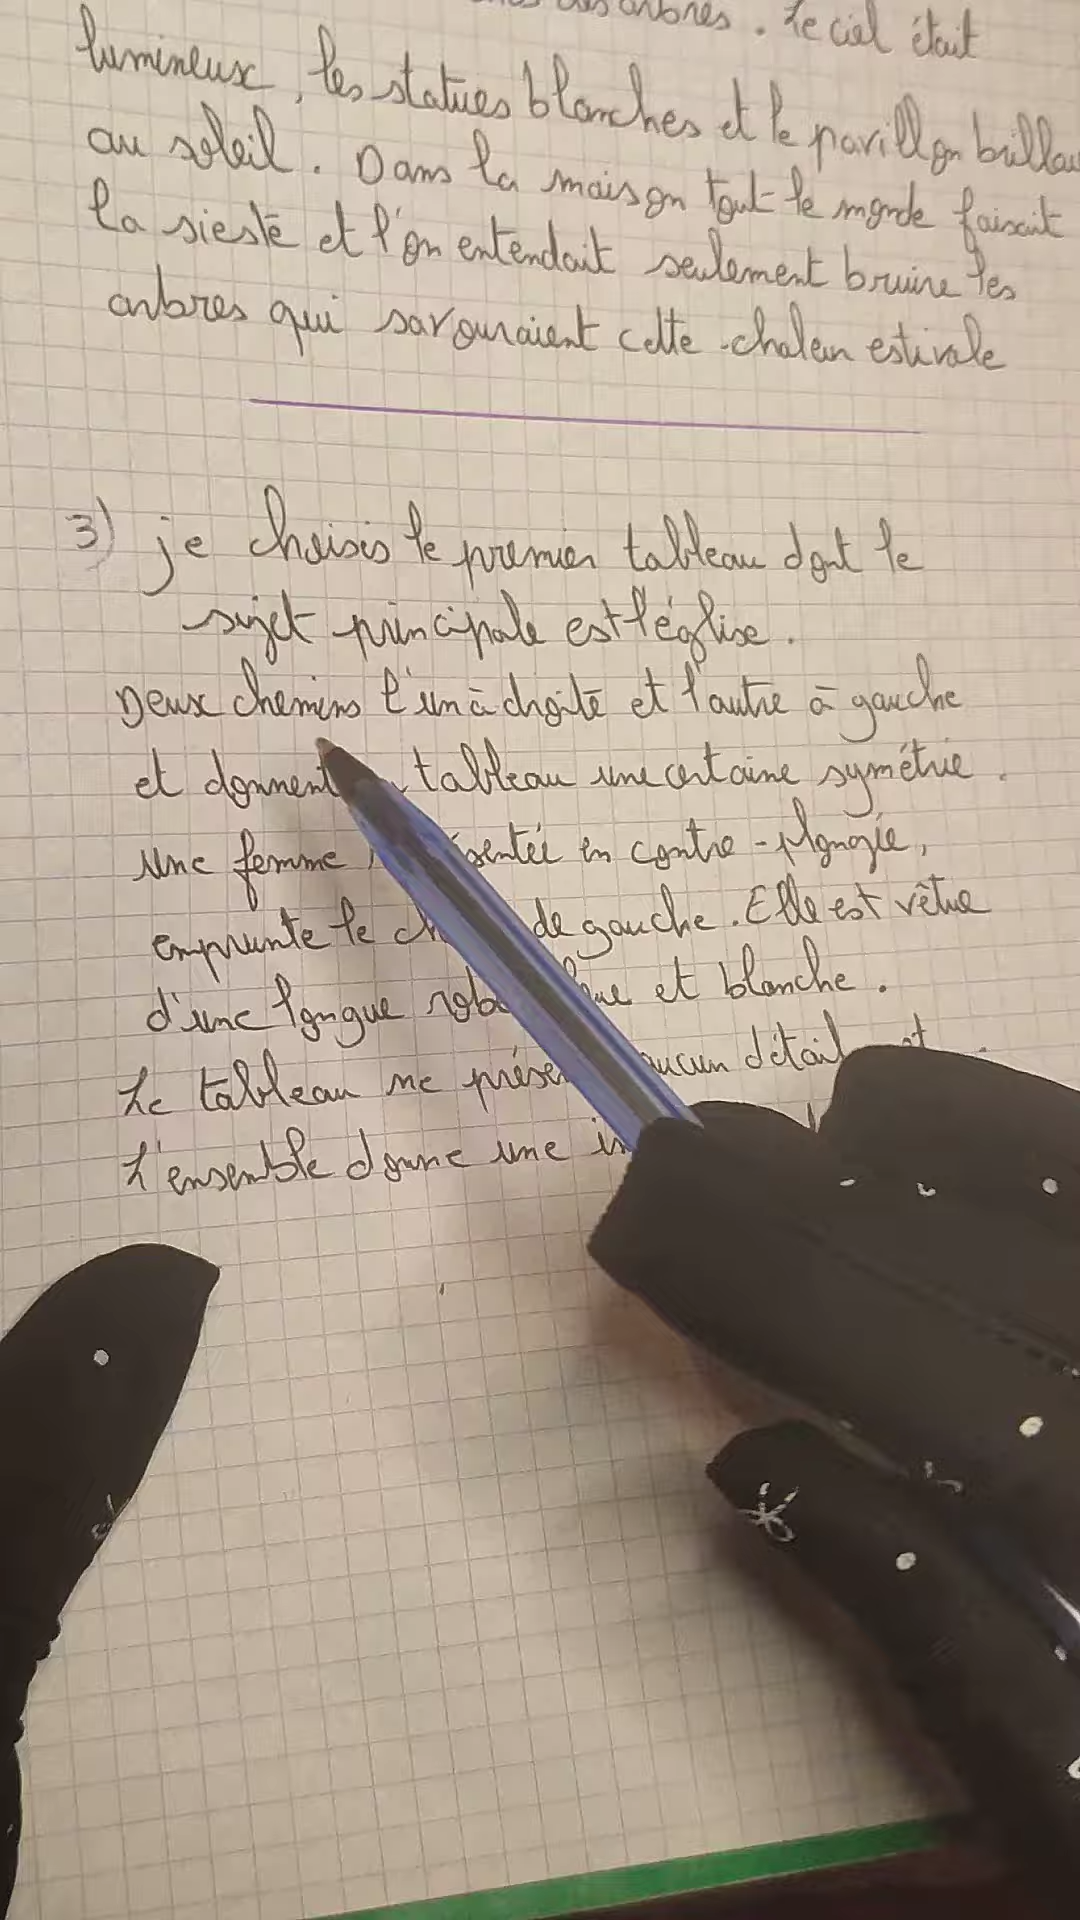 des arbres. Le ciel était
lumineux, les statues blanches et le pavillon brillai
au soleil. Dans la maison tout le monde faisait
la sieste et l'on entendait seulement bruire les
arbres qui savouraient cette chaleur estivale
3) je choisis le premier tableau dont le
sujet principale est l'église.
Deux chemins l'un à droite et l'autre à gauche
et donnent tableau une certaine symétrie.
une femme en contre-plongée,
emprunte le de gauche. Elle est vêtue
d'une longue et blanche.
Le tableau ne aucun détail et
L'ensemble donne une